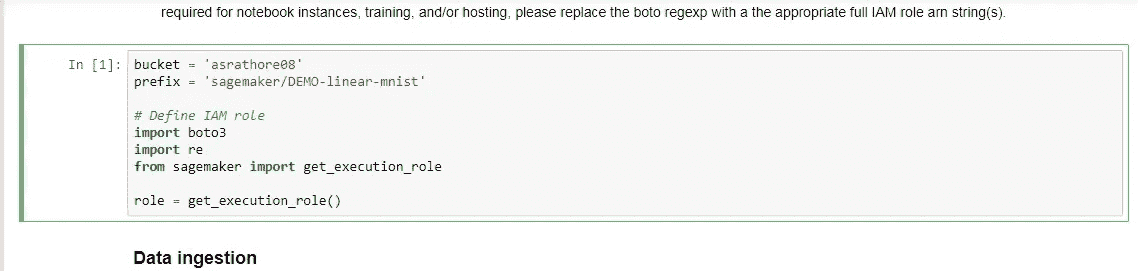 required for notebook instances, training, and/or hosting, please replace the boto regexp with a the appropriate full IAM role arn string(s).
In [1]: bucket = 'asrathore08'
prefix = 'sagemaker/DEMO-linear-mnist'
# Define IAM role
import boto3
import re
from sagemaker import get_execution_role
role = get_execution_role()
Data ingestion